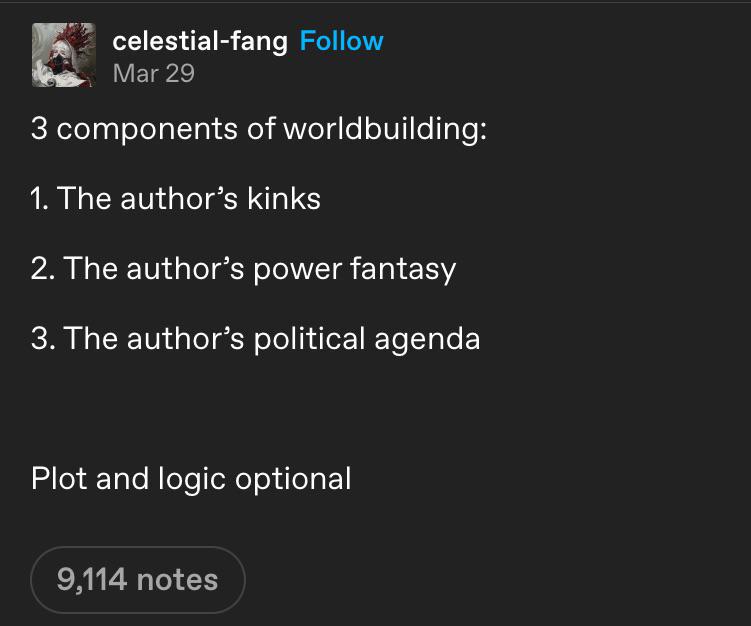 celestial-fang Follow
Mar 29
3 components of worldbuilding:
1. The author’s kinks
2. The author’s power fantasy
3. The author’s political agenda
Plot and logic optional
9,114 notes